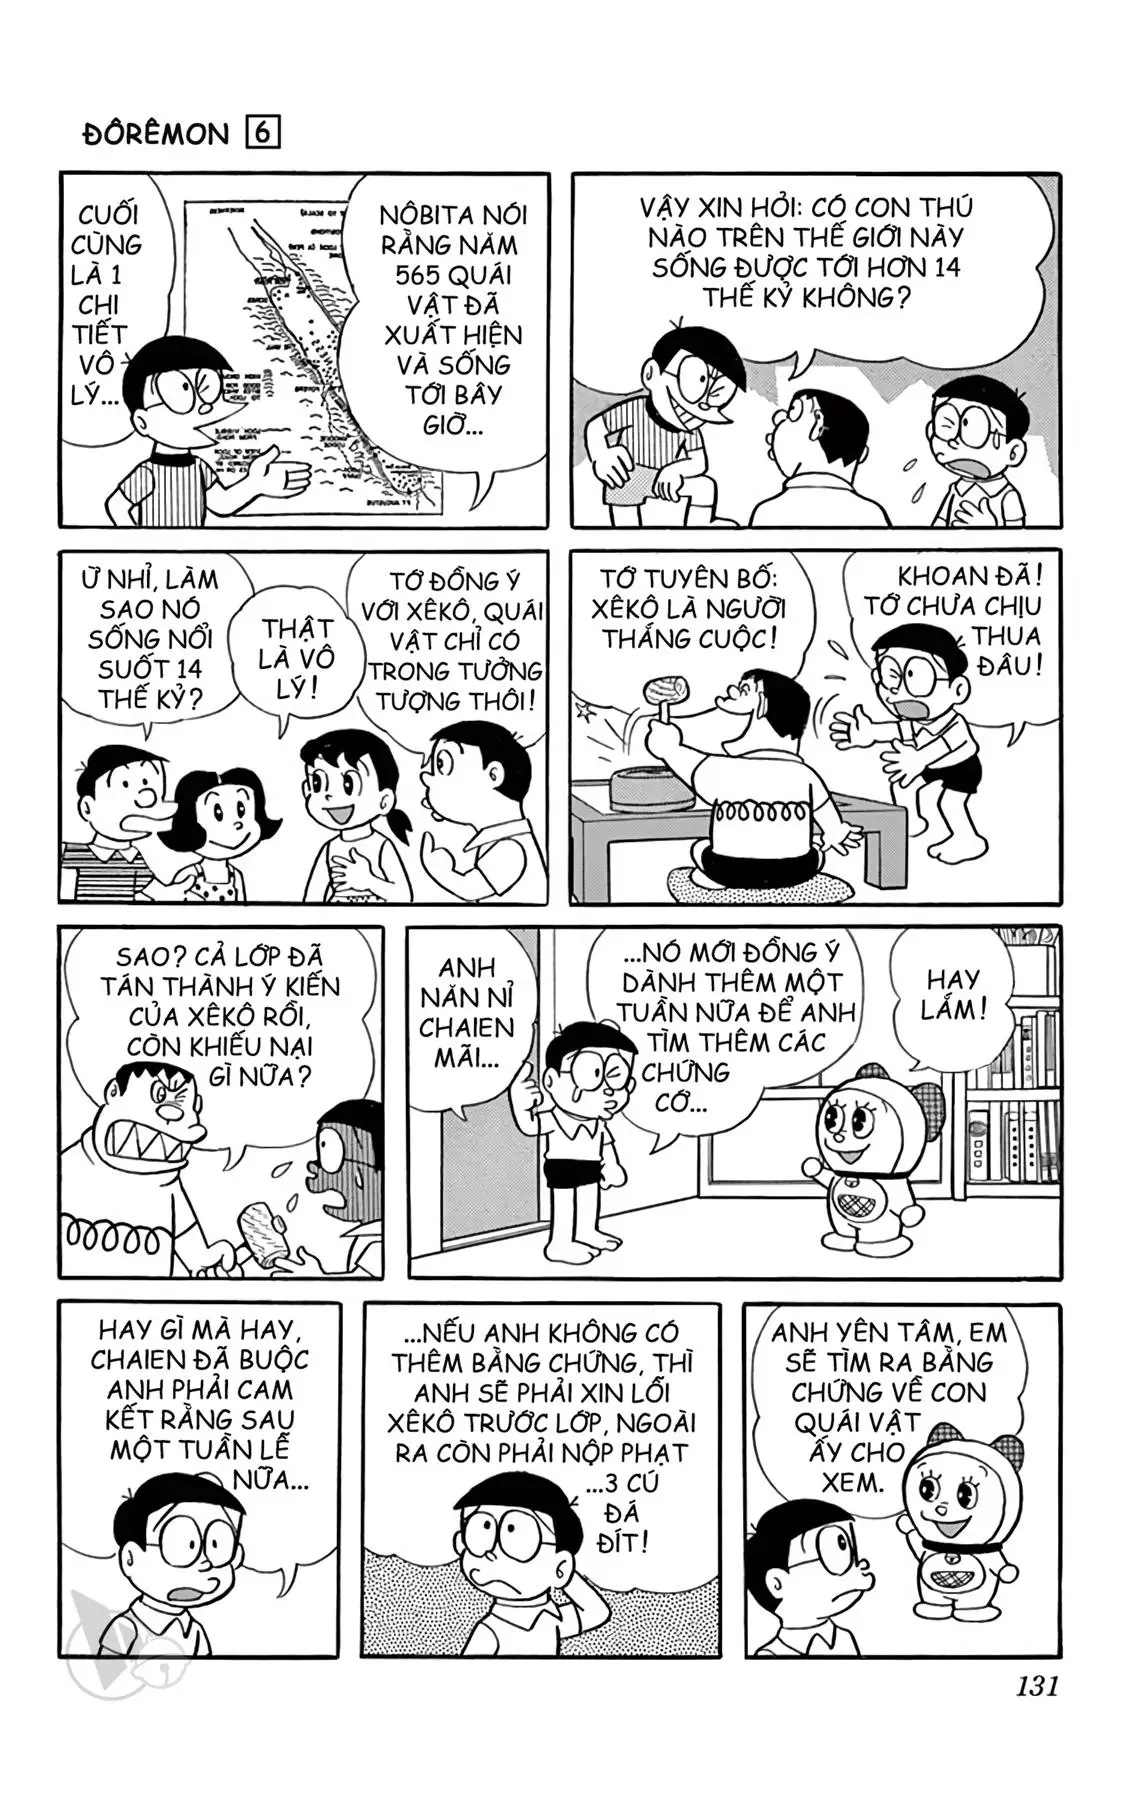 ĐÔRÊMON 6
CUỐI
CÙNG
LÀ 1
CHI
TIẾT
VÔ
LÝ...
NÔBITA NÓI
RẰNG NĂM
565 QUÁI
VẬT ĐÃ
XUẤT HIỆN
VÀ SỐNG
TỚI BÂY
GIỜ...
VẬY XIN HỎI: CÓ CON THÚ
NÀO TRÊN THẾ GIỚI NÀY
SỐNG ĐƯỢC TỚI HƠN 14
THẾ KỶ KHÔNG?
Ừ NHỈ, LÀM
SAO NÓ
SỐNG NỔI
SUỐT 14
THẾ KỶ?
THẬT
LÀ VÔ
LÝ!
TỚ ĐỒNG Ý
VỚI XÊKÔ, QUÁI
VẬT CHỈ CÓ
TRONG TƯỞNG
TƯỢNG THÔI!
TỚ TUYÊN BỐ:
XÊKÔ LÀ NGƯỜI
THẮNG CUỘC!
KHOAN ĐÃ!
TỚ CHƯA CHỊU
THUA
ĐÂU!
SAO? CẢ LỚP ĐÃ
TÁN THÀNH Ý KIẾN
CỦA XÊKÔ RỒI,
CÒN KHIẾU NẠI
GÌ NỮA?
ANH
NĂN NỈ
CHAIEN
MÃI...
...NÓ MỚI ĐỒNG Ý
DÀNH THÊM MỘT
TUẦN NỮA ĐỂ ANH
TÌM THÊM CÁC
CHỨNG
CỚ...
HAY
LẮM!
HAY GÌ MÀ HAY,
CHAIEN ĐÃ BUỘC
ANH PHẢI CAM
KẾT RẰNG SAU
MỘT TUẦN LỄ
NỮA...
...NẾU ANH KHÔNG CÓ
THÊM BẰNG CHỨNG, THÌ
ANH SẼ PHẢI XIN LỖI
XÊKÔ TRƯỚC LỚP, NGOÀI
RA CÒN PHẢI NỘP PHẠT
...3 CÚ
ĐÁ
ĐÍT!
ANH YÊN TÂM, EM
SẼ TÌM RA BẰNG
CHỨNG VỀ CON
QUÁI VẬT
ẤY CHO
XEM.
131